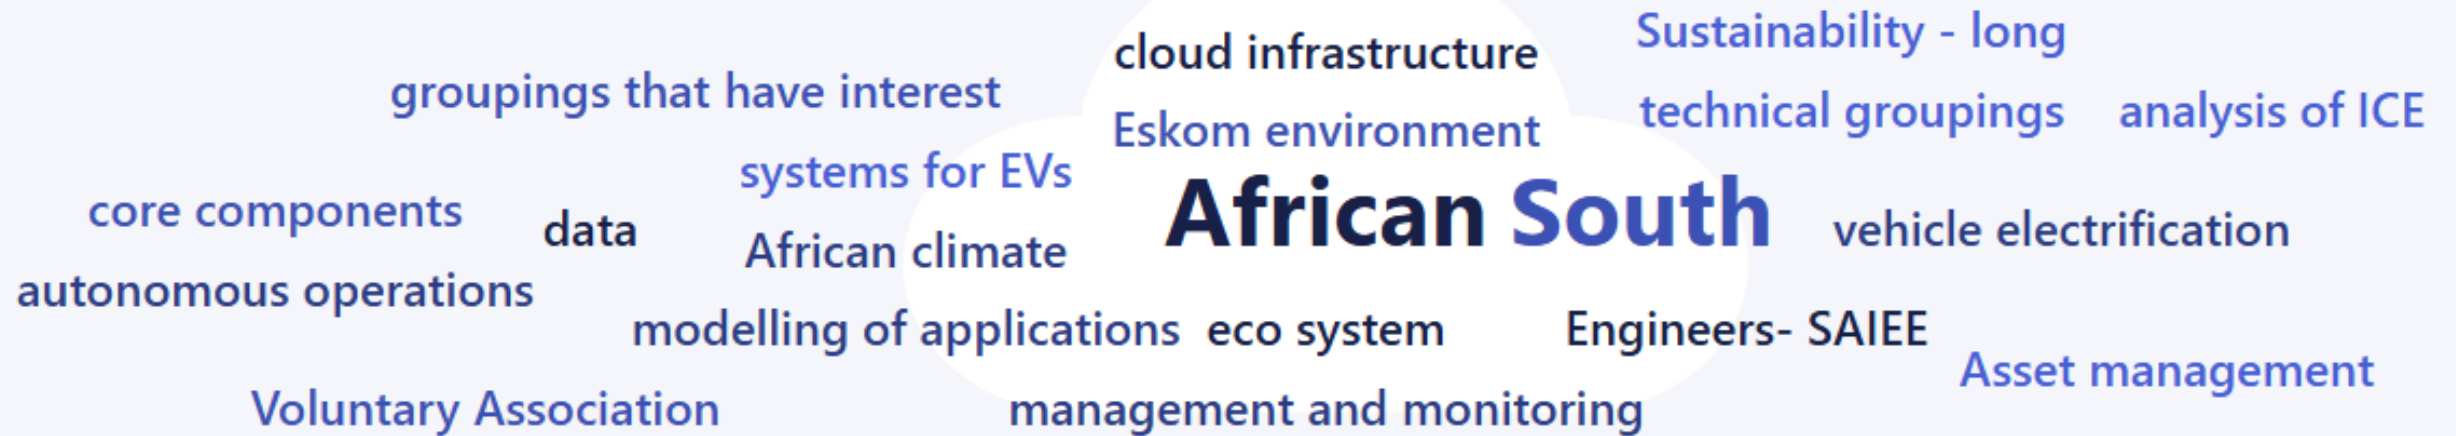 Sustainability - long
cloud infrastructure
groupings that have interest
technical groupings
analysis of ICE
Eskom environment
systems for EVs
core components
African South
data
vehicle electrification
African climate
autonomous operations
modelling of applications
eco system
Engineers- SAIEE
Asset management
Voluntary Association
management and monitoring